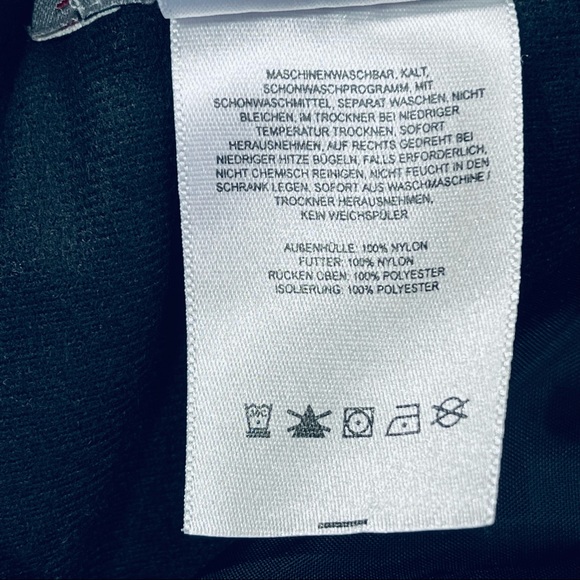 MASCHINENWASCHBAR, KALT,
SCHONWASCHPROGRAMM, MIT
SCHONWASCHMITTEL, SEPARAT WASCHEN, NICHT
BLEICHEN, IM TROCKNER BEI NIEDRIGER
TEMPERATUR TROCKNEN, SOFORT
HERAUSNEHMEN, AUF RECHTS GEDREHT BEI
NIEDRIGER HITZE BÜGELN, FALLS ERFORDERLICH,
NICHT CHEMISCH REINIGEN, NICHT FEUCHT IN DEN
SCHRANK LEGEN, SOFORT AUS WASCHMASCHINE /
TROCKNER HERAUSNEHMEN,
KEIN WEICHSPÜLER
AUßENHÜLLE: 100% NYLON
FUTTER: 100% NYLON
RÜCKEN OBEN: 100% POLYESTER
ISOLIERUNG: 100% POLYESTER
30C